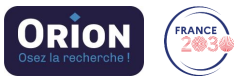 ORION
Osez la recherche !
FRANCE
2030